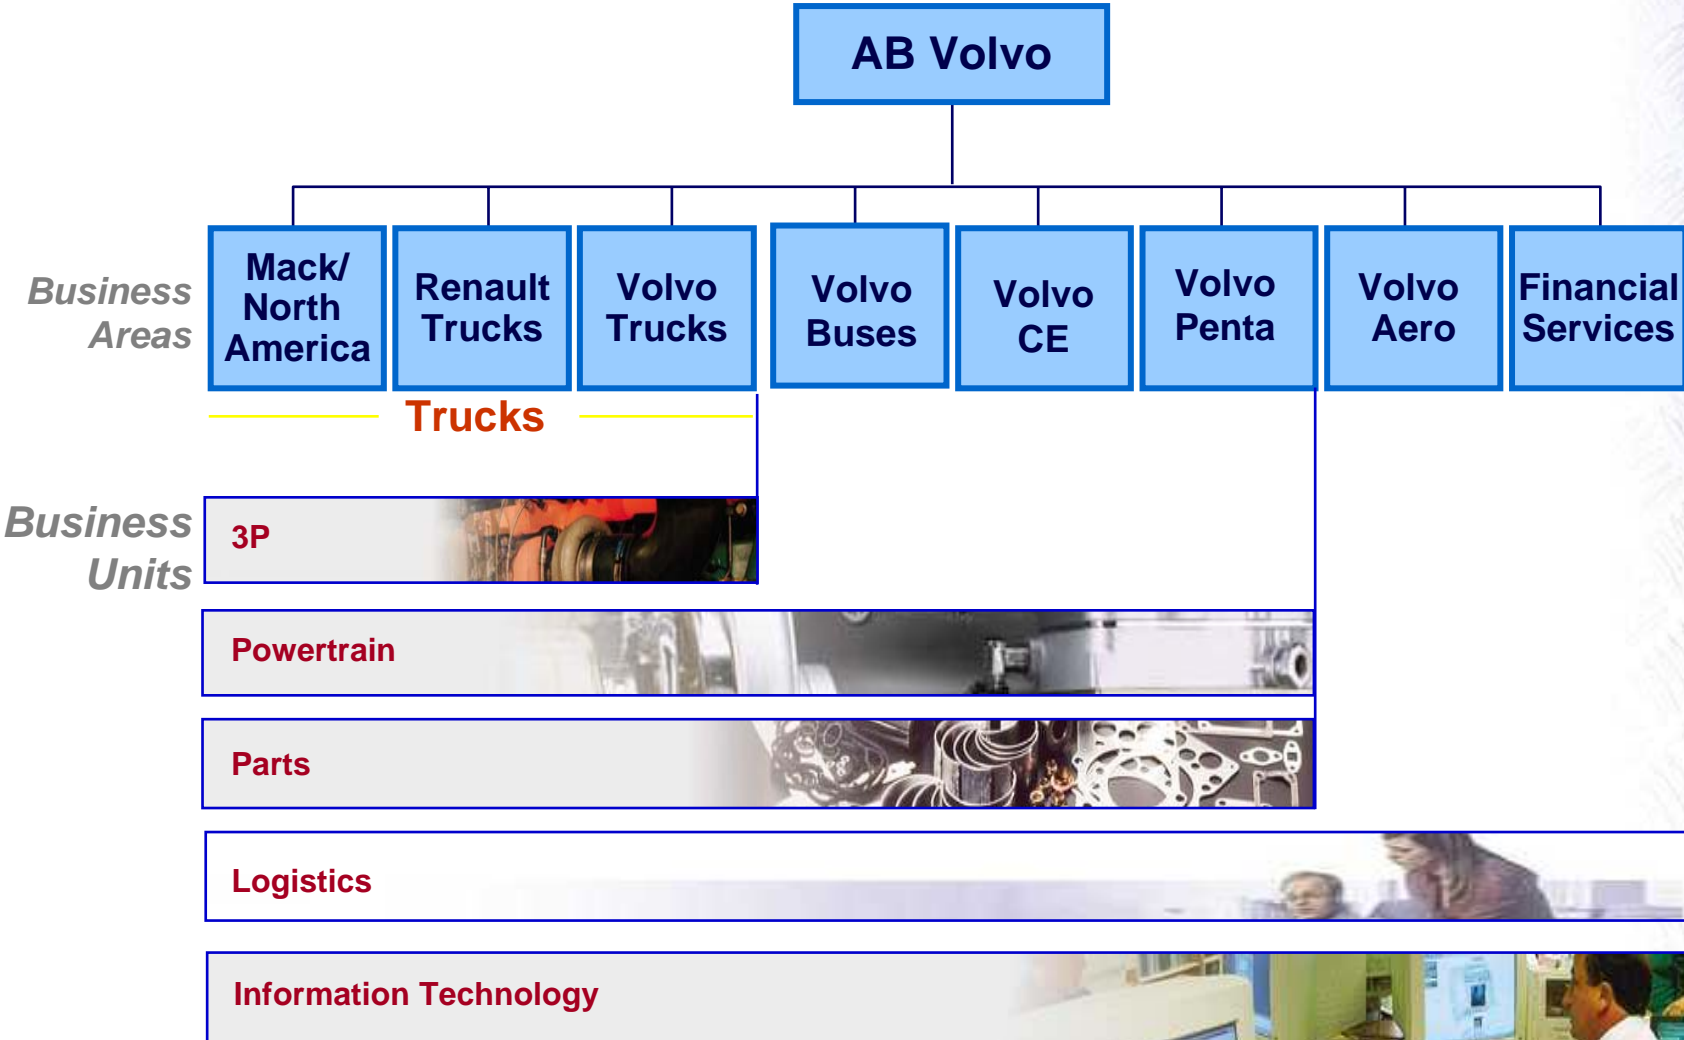 AB Volvo
Business
Areas
Mack/
North
America
Renault
Trucks
Volvo
Trucks
Volvo
Buses
Volvo
CE
Volvo
Penta
Volvo
Aero
Financial
Services
Trucks
Business
Units
3P
Powertrain
Parts
Logistics
Information Technology